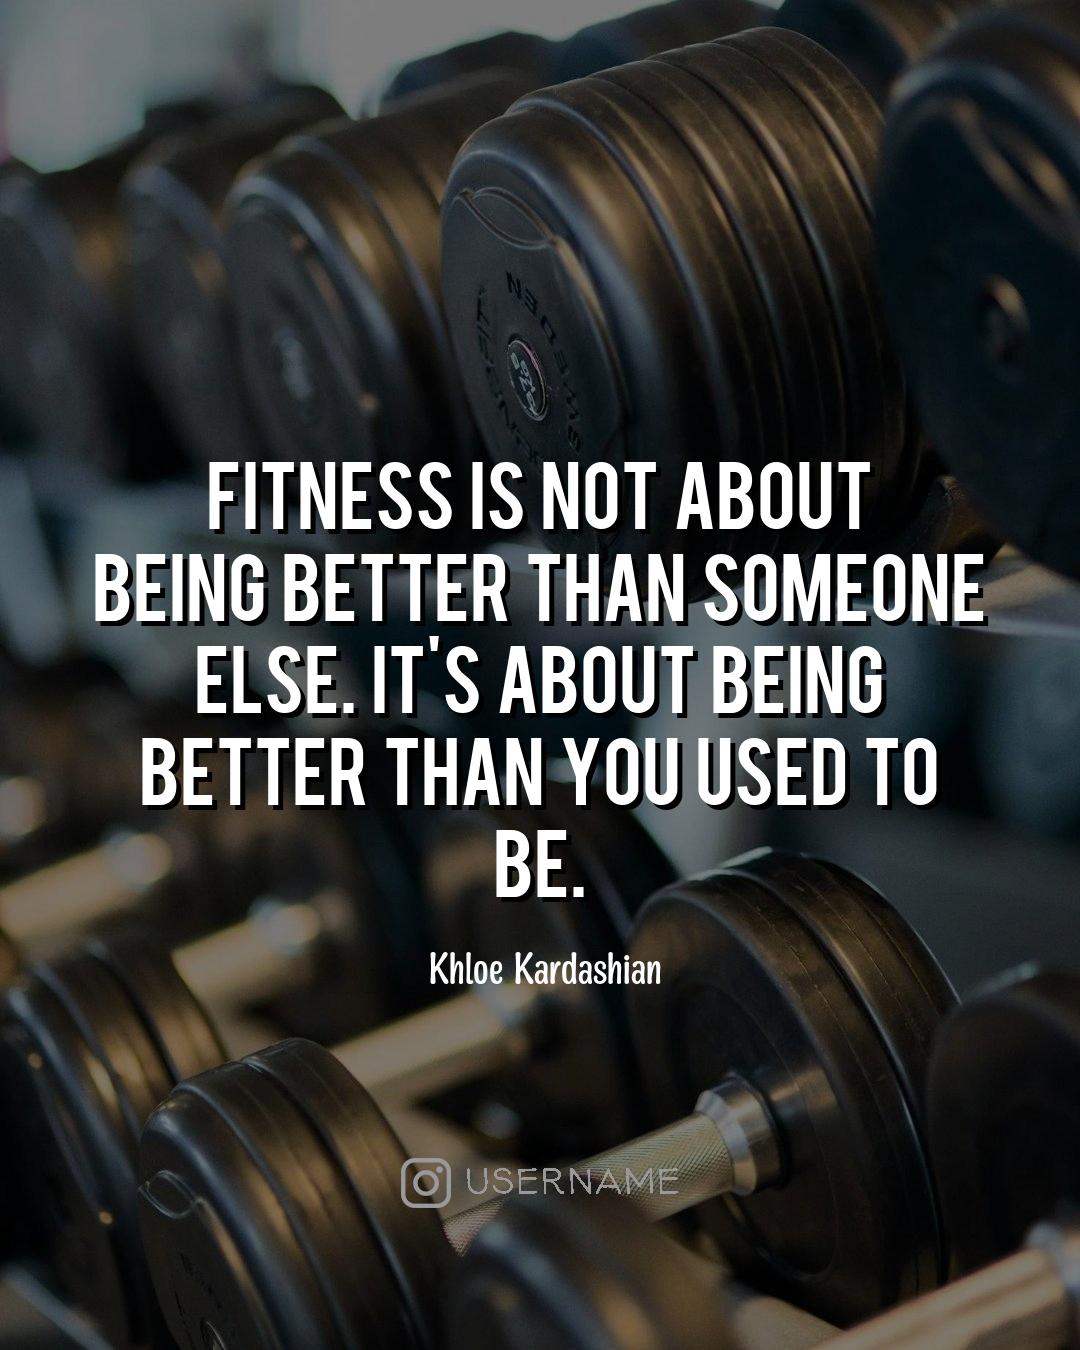 FITNESS IS NOT ABOUT
BEING BETTER THAN SOMEONE
ELSE. IT'S ABOUT BEING
BETTER THAN YOU USED TO
BE.
Khloe Kardashian
USERNAME